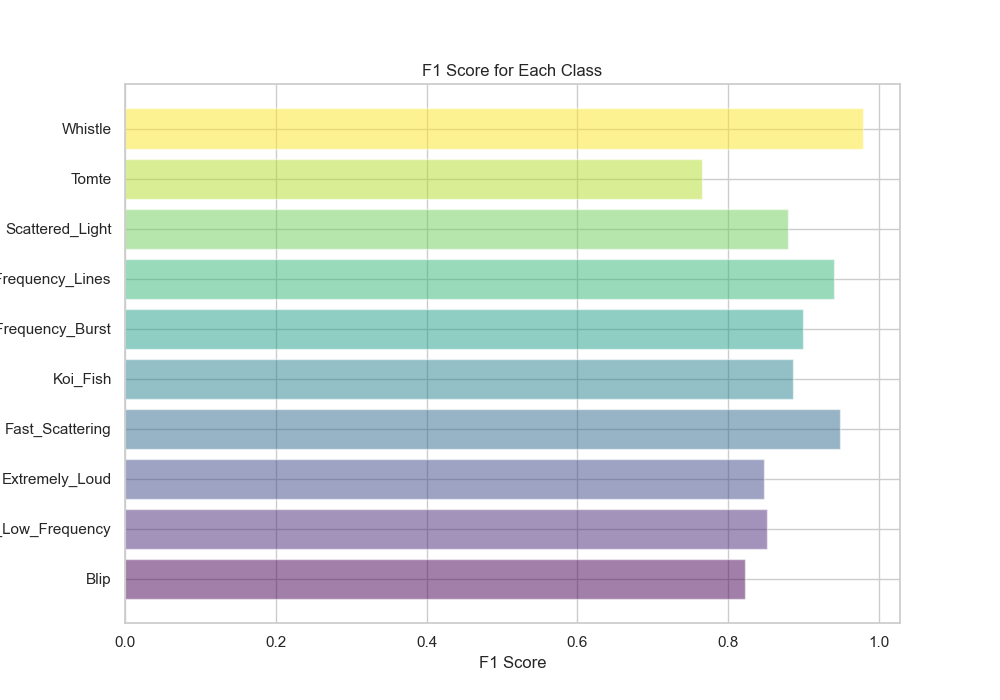 F1 Score for Each Class
Whistle
Tomte
Scattered_Light
Frequency_Lines
Frequency_Burst
Koi_Fish
Fast_Scattering
Extremely_Loud
_Low_Frequency
Blip
0.0 0.2 0.4 0.6 0.8 1.0
F1 Score